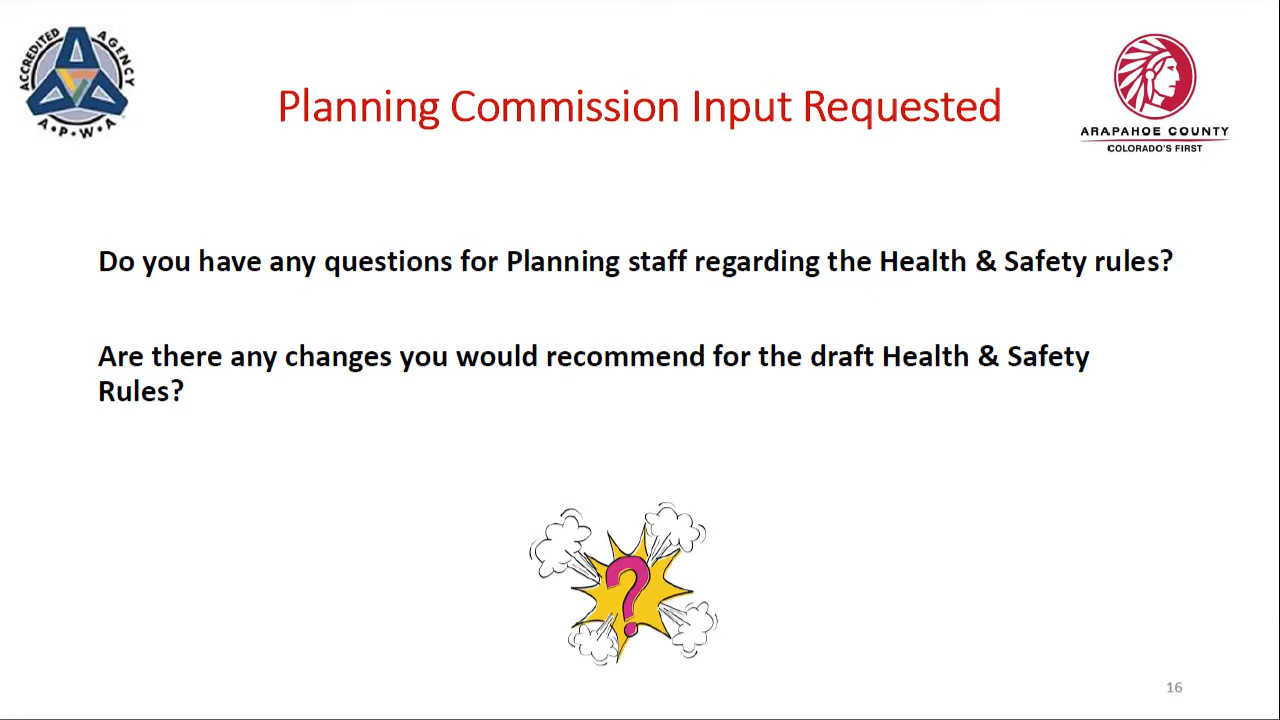 ACCREDITED AGENCY
A•P•W•A
Planning Commission Input Requested
ARAPAHOE COUNTY
COLORADO'S FIRST
Do you have any questions for Planning staff regarding the Health & Safety rules?
Are there any changes you would recommend for the draft Health & Safety
Rules?
?
16